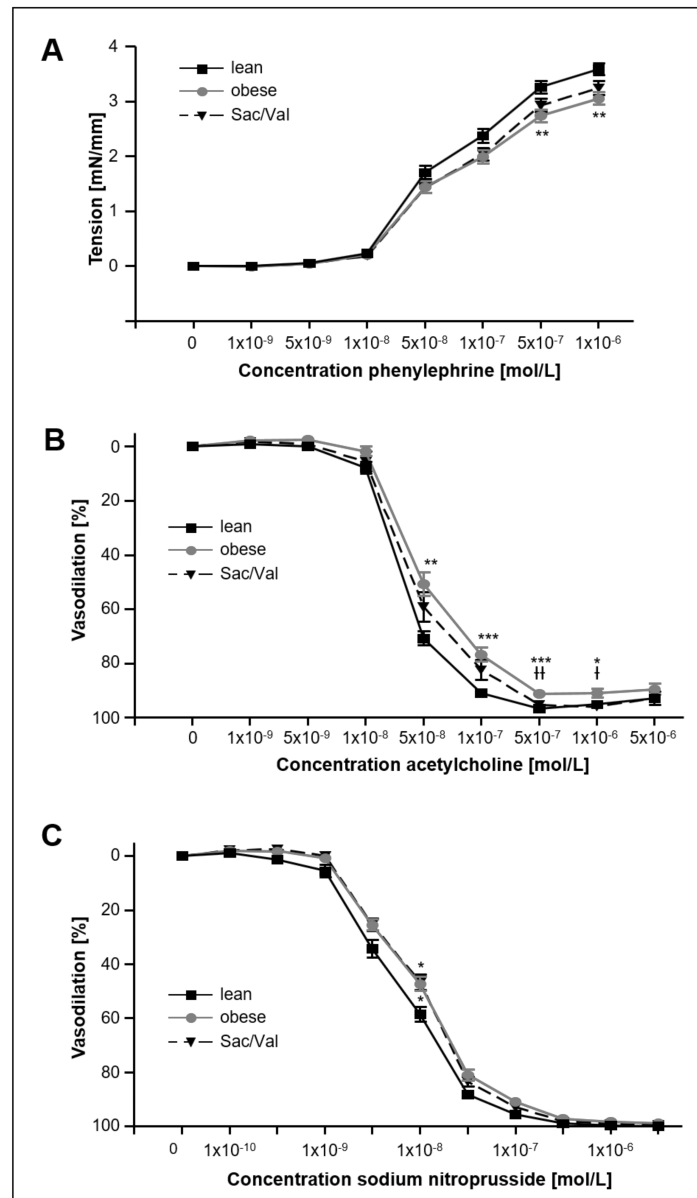 A
lean
obese
Sac/Val
4
3
2
1
0
Tension [mN/mm]
** **
0 1x10⁻⁹ 5x10⁻⁹ 1x10⁻⁸ 5x10⁻⁸ 1x10⁻⁷ 5x10⁻⁷ 1x10⁻⁶
Concentration phenylephrine [mol/L]
B
0
20
40
60
80
100
Vasodilation [%]
lean
obese
Sac/Val
**
***
*** *
ƗƗ Ɨ
0 1x10⁻⁹ 5x10⁻⁹ 1x10⁻⁸ 5x10⁻⁸ 1x10⁻⁷ 5x10⁻⁷ 1x10⁻⁶ 5x10⁻⁶
Concentration acetylcholine [mol/L]
C
0
20
40
60
80
100
Vasodilation [%]
lean
obese
Sac/Val
*
*
0 1x10⁻¹⁰ 1x10⁻⁹ 1x10⁻⁸ 1x10⁻⁷ 1x10⁻⁶
Concentration sodium nitroprusside [mol/L]